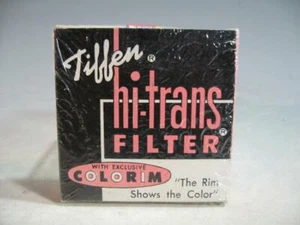 Tiffen®
hi-trans®
FILTER
WITH EXCLUSIVE
COLORIM
"The Rim
Shows the Color"